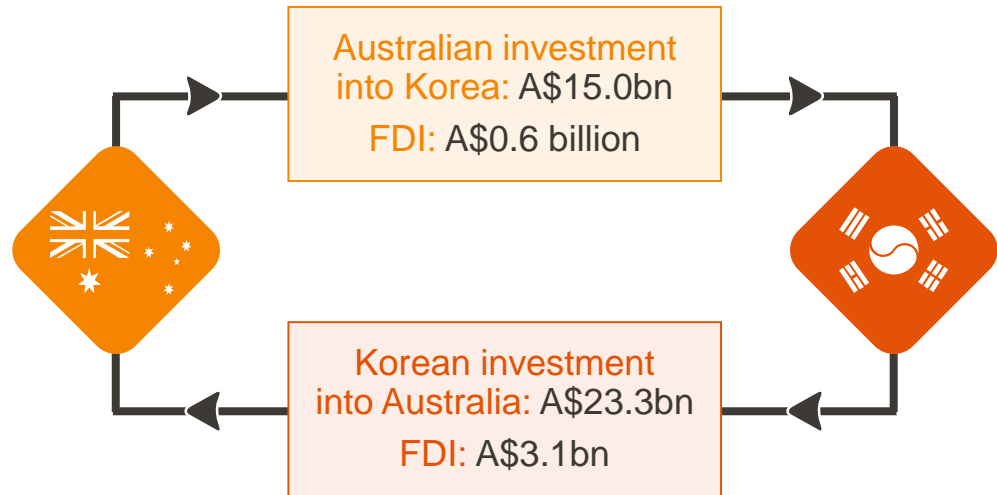 Australian investment
into Korea: A$15.0bn
FDI: A$0.6 billion
Korean investment
into Australia: A$23.3bn
FDI: A$3.1bn